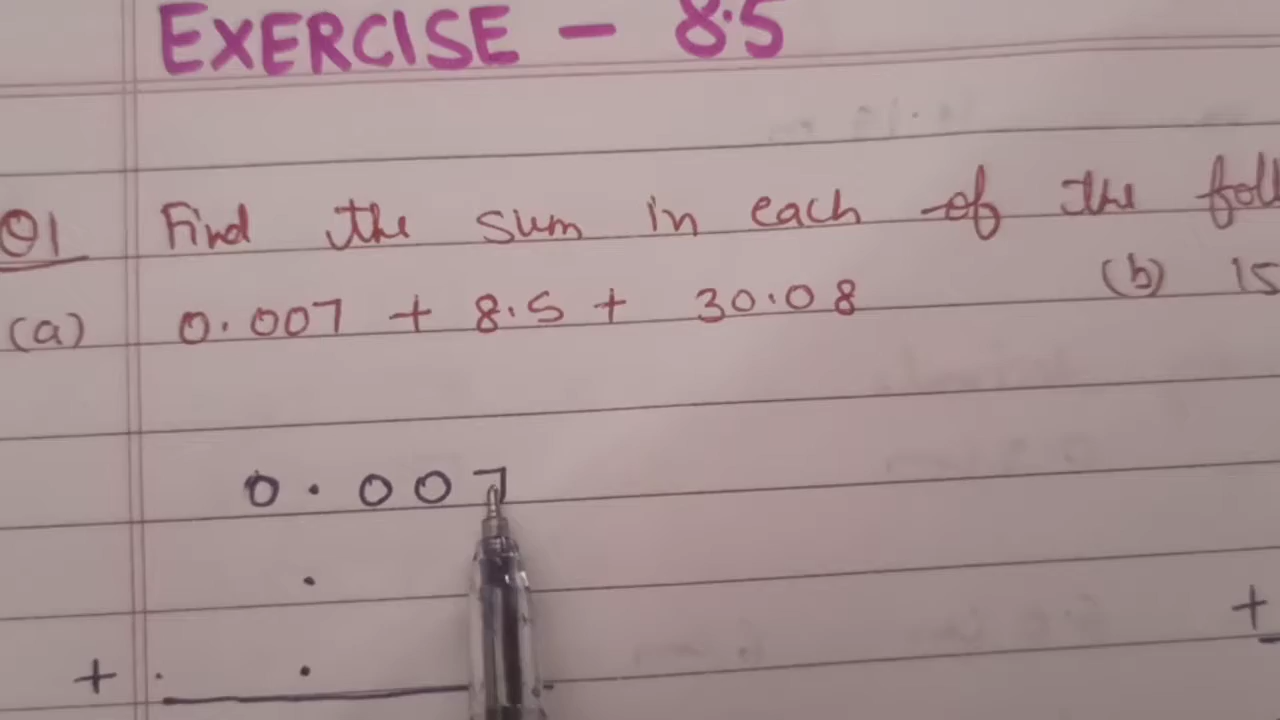 EXERCISE - 8.5
Q1 Find the sum in each of the
(a) 0.007 + 8.5 + 30.08 (b) 15
0.007
.
+ . +